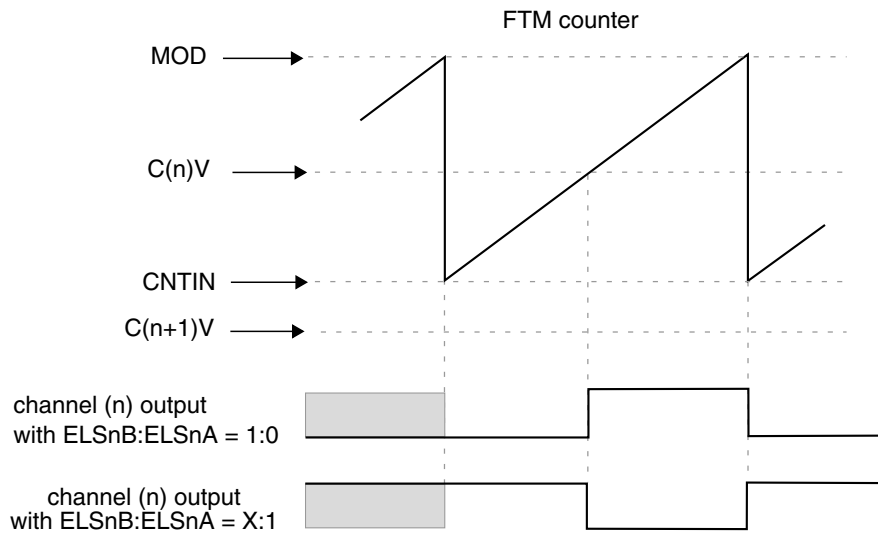 FTM counter
MOD
C(n)V
CNTIN
C(n+1)V
channel (n) output
with ELSnB:ELSnA = 1:0
channel (n) output
with ELSnB:ELSnA = X:1